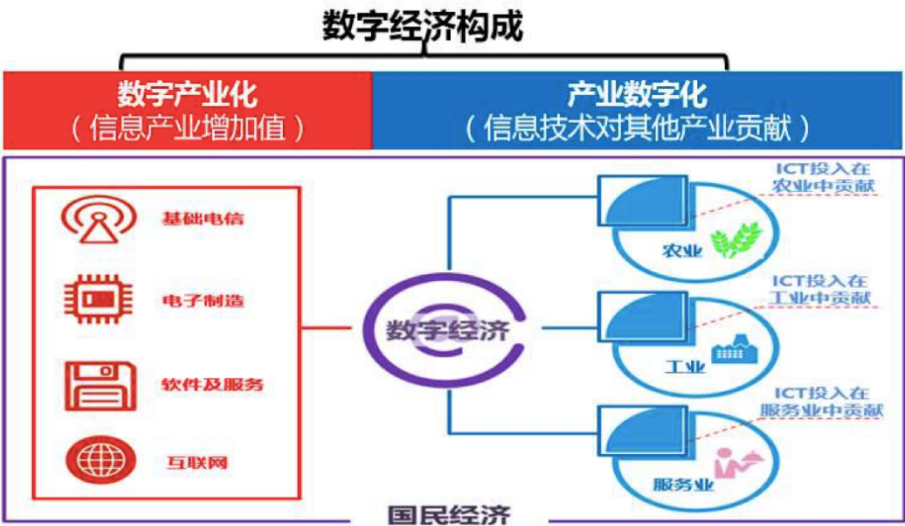 数字经济构成
数字产业化
（信息产业增加值）
产业数字化
（信息技术对其他产业贡献）
基础电信
电子制造
软件及服务
互联网
数字经济
ICT投入在
农业中贡献
农业
ICT投入在
工业中贡献
工业
ICT投入在
服务业中贡献
服务业
国民经济